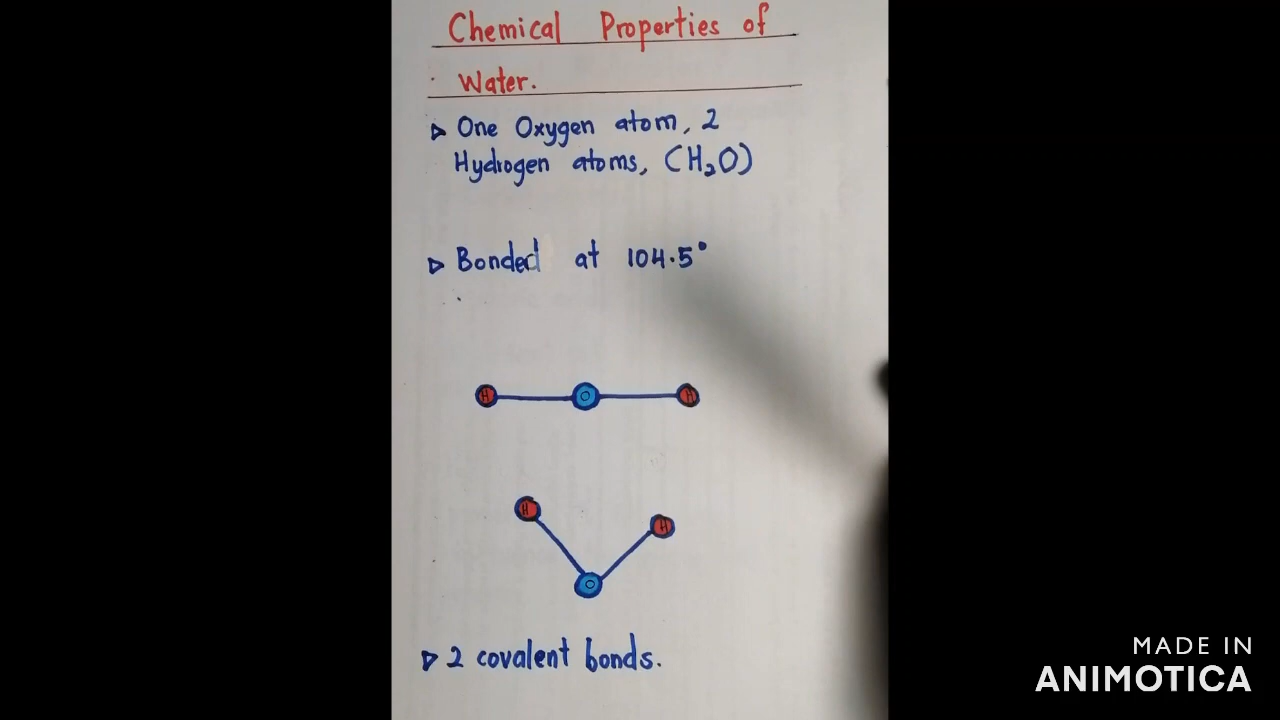 Chemical Properties of
Water.
▷ One Oxygen atom, 2
Hydrogen atoms, (H₂O)
▷ Bonded at 104.5°
H O H
H H
O
▷ 2 covalent bonds.
MADE IN
ANIMOTICA